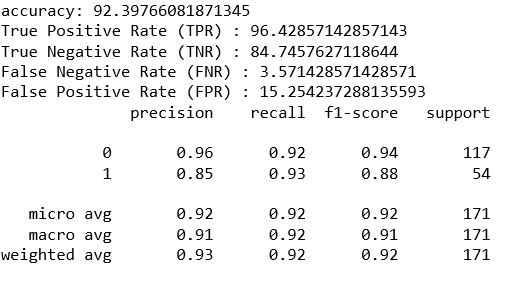 accuracy: 92.39766081871345
True Positive Rate (TPR) : 96.42857142857143
True Negative Rate (TNR) : 84.7457627118644
False Negative Rate (FNR) : 3.571428571428571
False Positive Rate (FPR) : 15.254237288135593
precision recall f1-score support
0 0.96 0.92 0.94 117
1 0.85 0.93 0.88 54
micro avg 0.92 0.92 0.92 171
macro avg 0.91 0.92 0.91 171
weighted avg 0.93 0.92 0.92 171